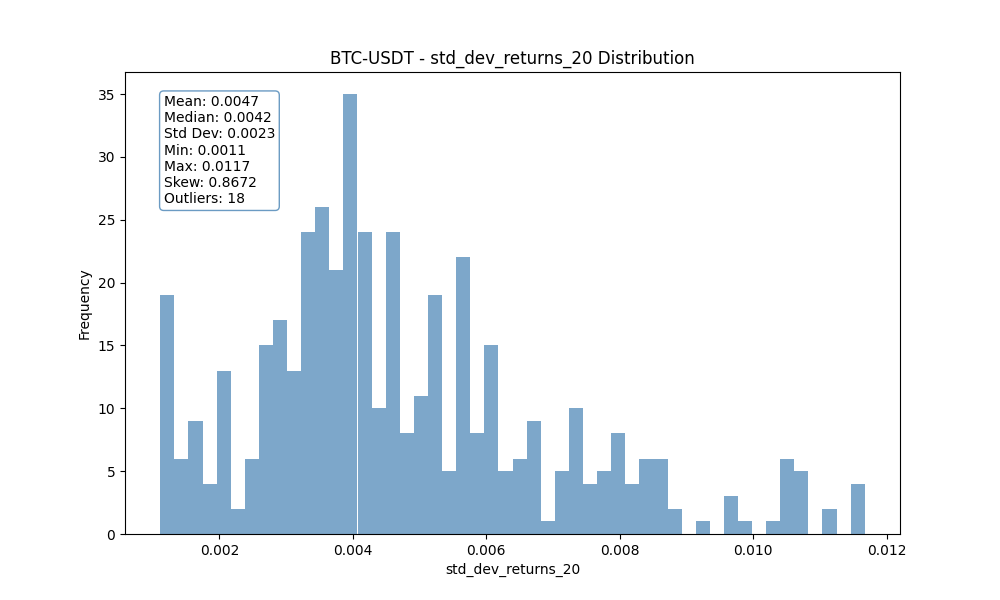 BTC-USDT - std_dev_returns_20 Distribution
Mean: 0.0047
Median: 0.0042
Std Dev: 0.0023
Min: 0.0011
Max: 0.0117
Skew: 0.8672
Outliers: 18
Frequency
35
30
25
20
15
10
5
0
0.002 0.004 0.006 0.008 0.010 0.012
std_dev_returns_20